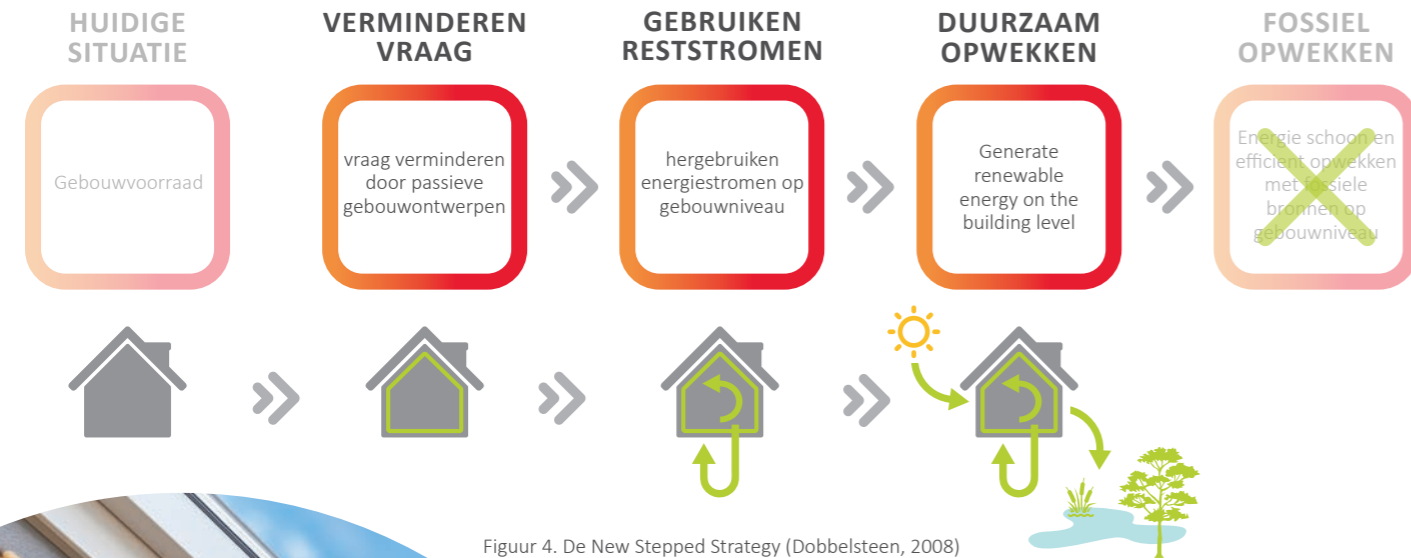 HUIDIGE
SITUATIE
Gebouwvoorraad
VERMINDEREN
VRAAG
vraag verminderen
door passieve
gebouwontwerpen
GEBRUIKEN
RESTSTROMEN
hergebruiken
energiestromen op
gebouwniveau
DUURZAAM
OPWEKKEN
Generate
renewable
energy on the
building level
FOSSIEL
OPWEKKEN
Energie schoon en
efficient opwekken
met fossiele
bronnen op
gebouwniveau
Figuur 4. De New Stepped Strategy (Dobbelsteen, 2008)